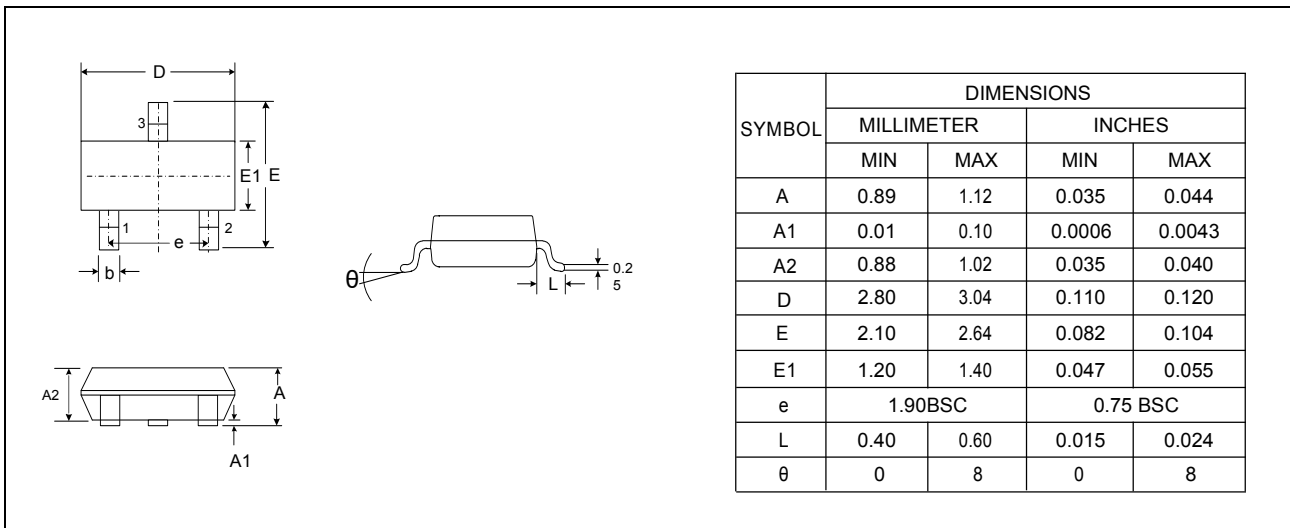 D
3
E1 E
1
2
e
b
θ
L
0.2
5
A2
A
A1
SYMBOL
DIMENSIONS
MILLIMETER INCHES
MIN MAX MIN MAX
A 0.89 1.12 0.035 0.044
A1 0.01 0.10 0.0006 0.0043
A2 0.88 1.02 0.035 0.040
D 2.80 3.04 0.110 0.120
E 2.10 2.64 0.082 0.104
E1 1.20 1.40 0.047 0.055
e 1.90BSC 0.75 BSC
L 0.40 0.60 0.015 0.024
θ 0 8 0 8